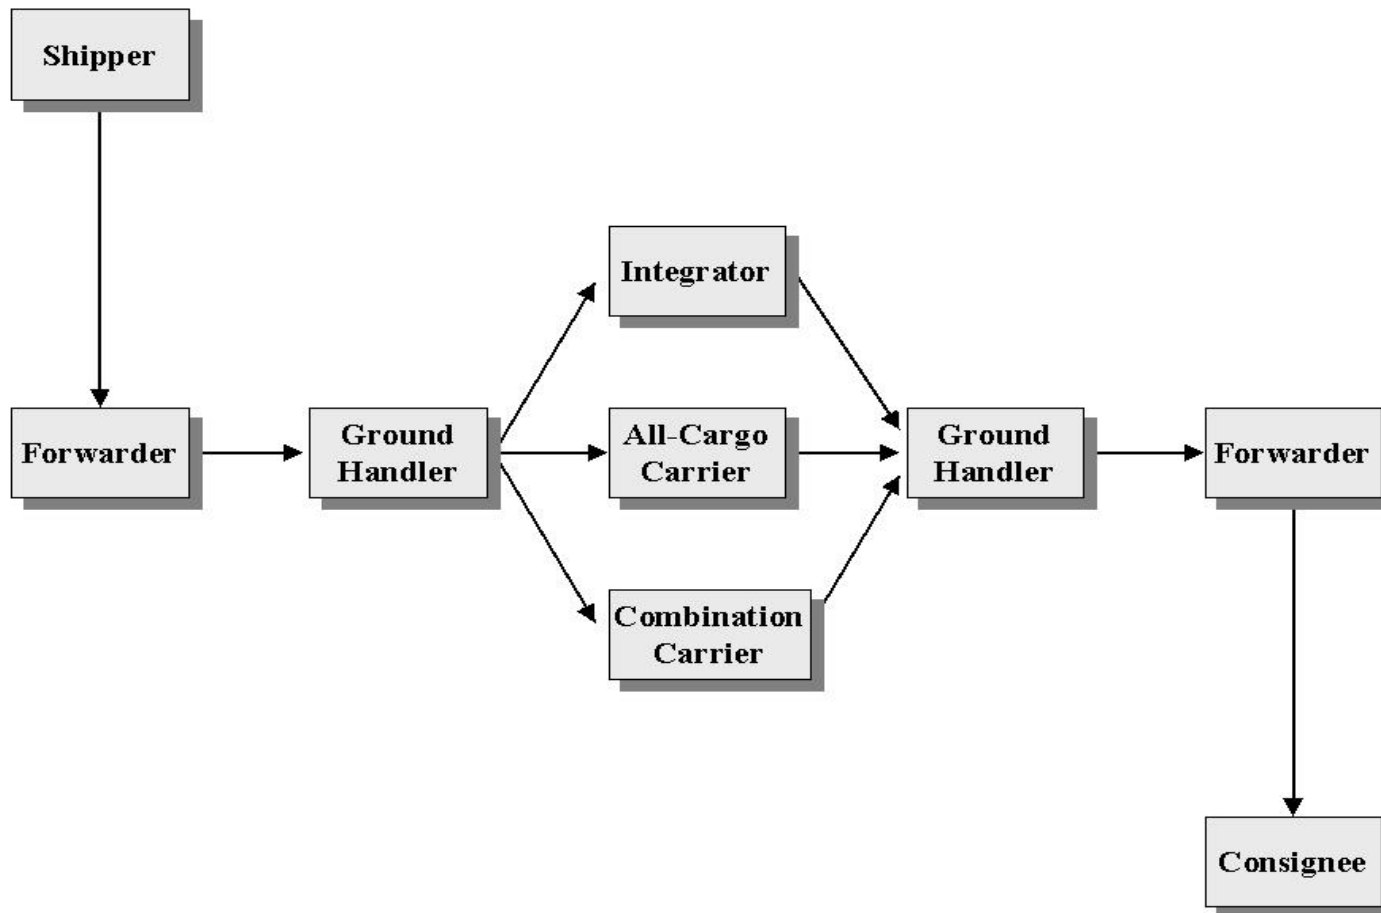 Shipper
Integrator
Forwarder
Ground
Handler
All-Cargo
Carrier
Ground
Handler
Forwarder
Combination
Carrier
Consignee